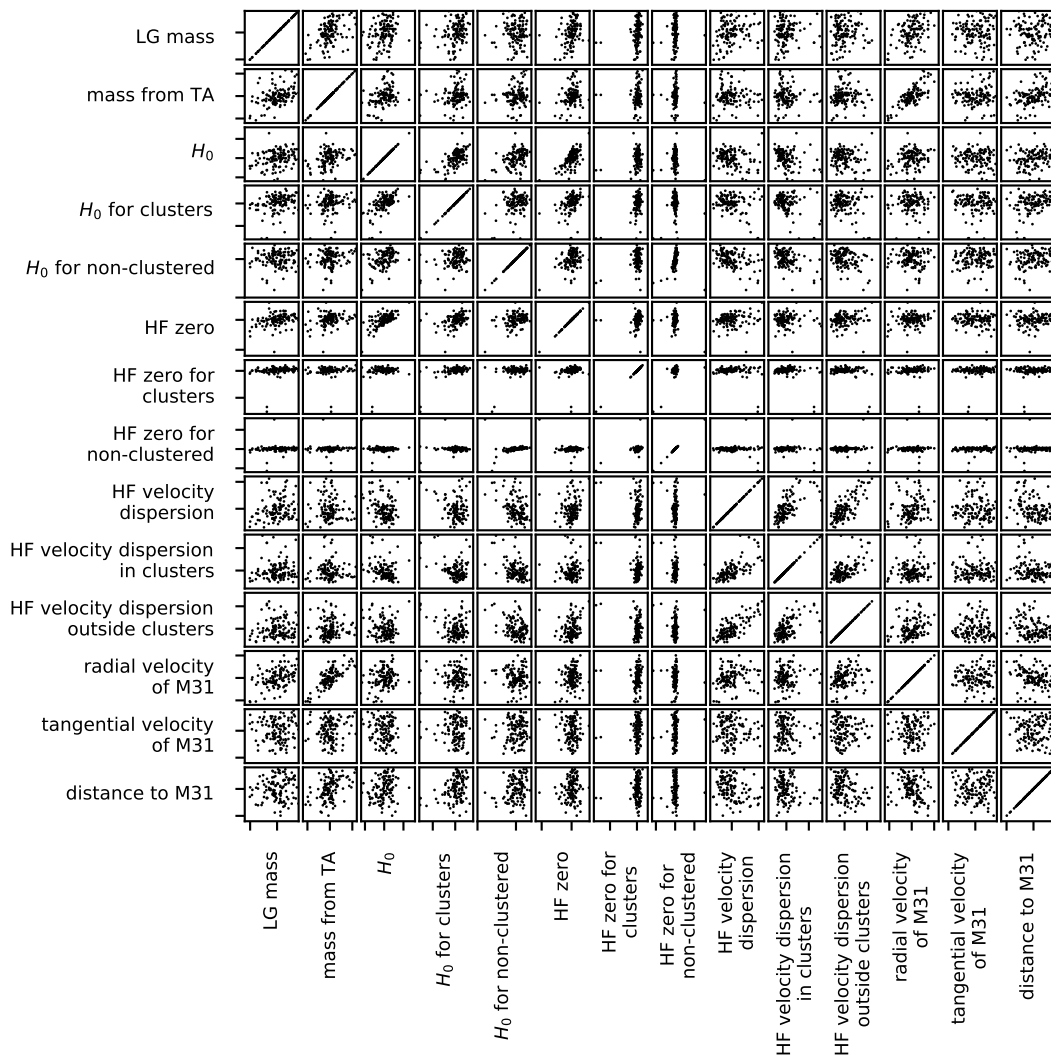 LG mass
mass from TA
H₀
H₀ for clusters
H₀ for non-clustered
HF zero
HF zero for
clusters
HF zero for
non-clustered
HF velocity
dispersion
HF velocity dispersion
in clusters
HF velocity dispersion
outside clusters
radial velocity
of M31
tangential velocity
of M31
distance to M31
LG mass
mass from TA
H₀
H₀ for clusters
H₀ for non-clustered
HF zero
HF zero for
clusters
HF zero for
non-clustered
HF velocity
dispersion
HF velocity dispersion
in clusters
HF velocity dispersion
outside clusters
radial velocity
of M31
tangential velocity
of M31
distance to M31